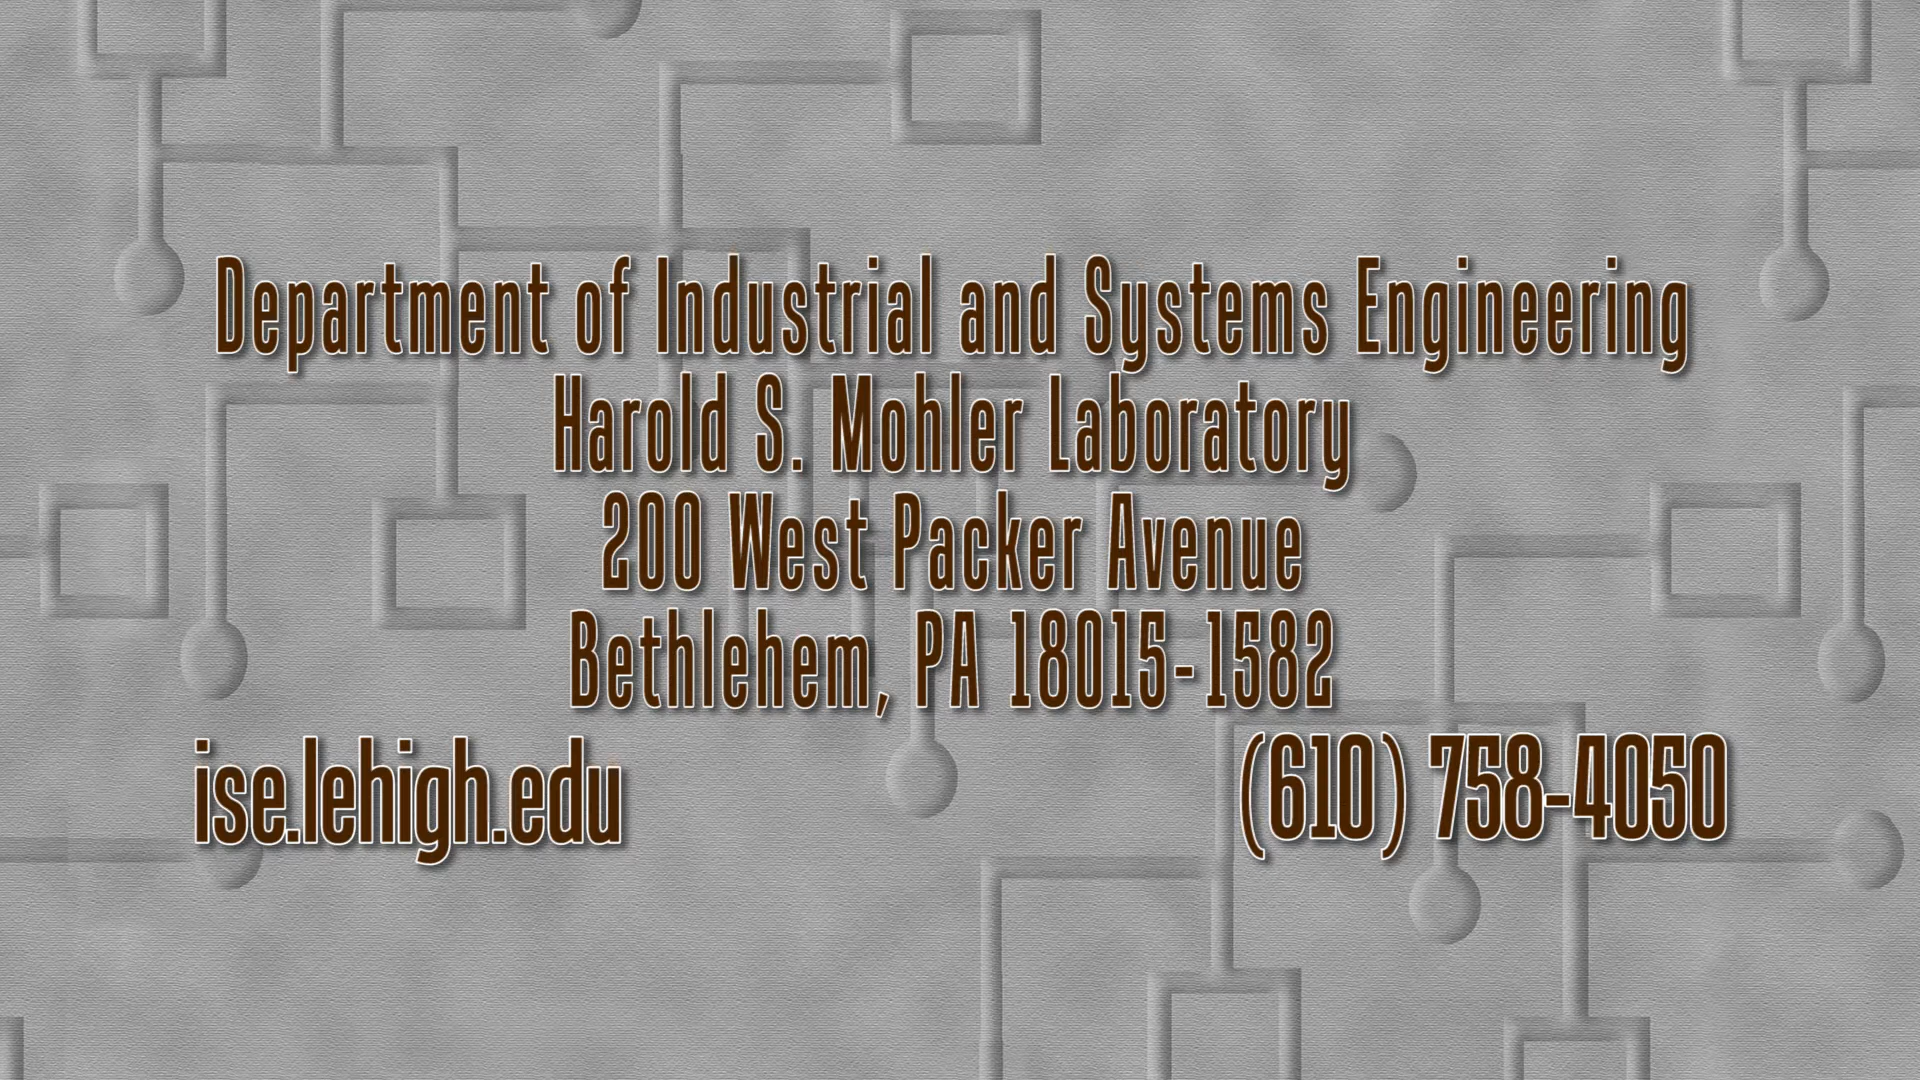 Department of Industrial and Systems Engineering
Harold S. Mohler Laboratory
200 West Packer Avenue
Bethlehem, PA 18015-1582
ise.lehigh.edu (610) 758-4050